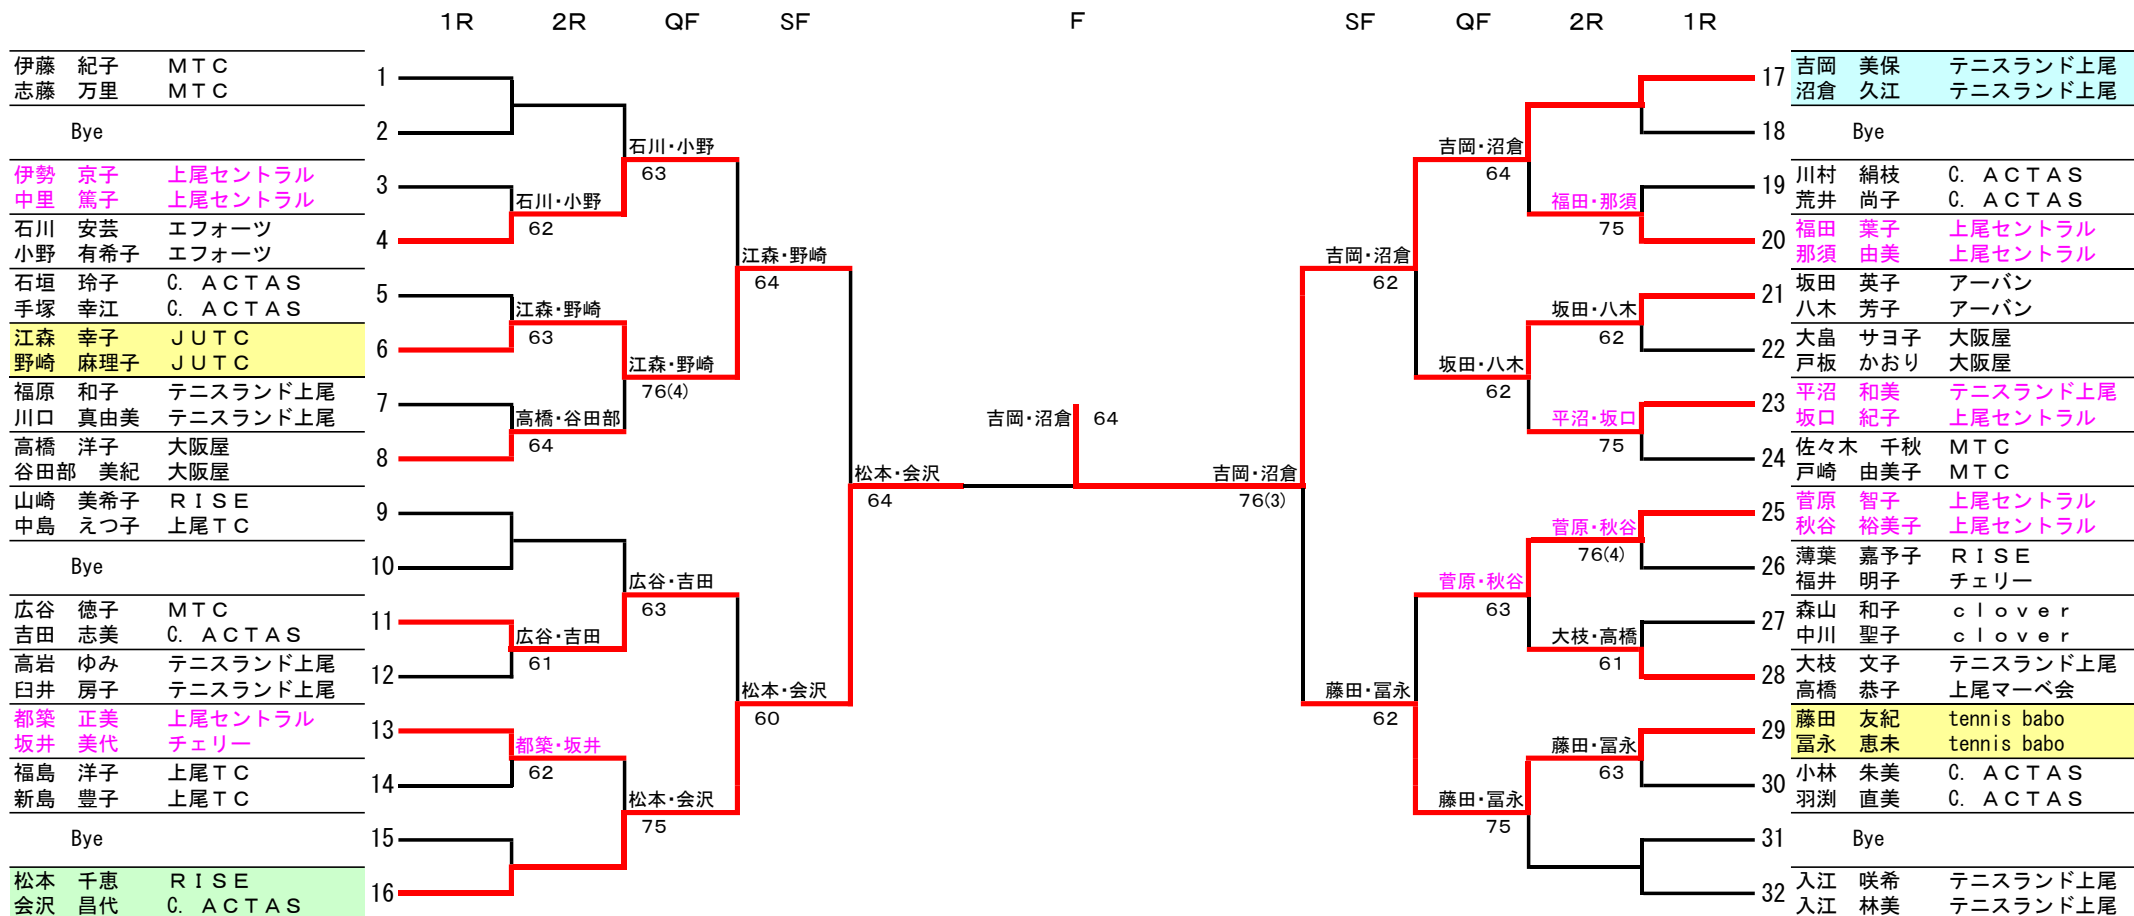 1R 2R QF SF F SF QF 2R 1R
伊藤 紀子 ＭＴＣ
志藤 万里 ＭＴＣ
1
Bye
2
伊勢 京子 上尾セントラル
中里 篤子 上尾セントラル
3
石川 安芸 エフォーツ
小野 有希子 エフォーツ
4
石垣 玲子 C. ＡＣＴＡＳ
手塚 幸江 C. ＡＣＴＡＳ
5
江森 幸子 ＪＵＴＣ
野崎 麻理子 ＪＵＴＣ
6
福原 和子 テニスランド上尾
川口 真由美 テニスランド上尾
7
高橋 洋子 大阪屋
谷田部 美紀 大阪屋
8
山崎 美希子 ＲＩＳＥ
中島 えつ子 上尾ＴＣ
9
Bye
10
広谷 徳子 ＭＴＣ
吉田 志美 C. ＡＣＴＡＳ
11
高岩 ゆみ テニスランド上尾
臼井 房子 テニスランド上尾
12
都築 正美 上尾セントラル
坂井 美代 チェリー
13
福島 洋子 上尾ＴＣ
新島 豊子 上尾ＴＣ
14
Bye
15
松本 千恵 ＲＩＳＥ
会沢 昌代 C. ＡＣＴＡＳ
16
石川・小野
62
江森・野崎
63
高橋・谷田部
64
広谷・吉田
61
都築・坂井
62
石川・小野
63
江森・野崎
76(4)
広谷・吉田
63
松本・会沢
75
江森・野崎
64
松本・会沢
60
松本・会沢
64
吉岡・沼倉 64
吉岡・沼倉
76(3)
吉岡・沼倉
62
藤田・冨永
62
吉岡・沼倉
64
坂田・八木
62
菅原・秋谷
63
藤田・冨永
75
福田・那須
75
坂田・八木
62
平沼・坂口
75
菅原・秋谷
76(4)
大枝・高橋
61
藤田・冨永
63
17
吉岡 美保 テニスランド上尾
沼倉 久江 テニスランド上尾
18
Bye
19
川村 絹枝 C. ＡＣＴＡＳ
荒井 尚子 C. ＡＣＴＡＳ
20
福田 葉子 上尾セントラル
那須 由美 上尾セントラル
21
坂田 英子 アーバン
八木 芳子 アーバン
22
大畠 サヨ子 大阪屋
戸板 かおり 大阪屋
23
平沼 和美 テニスランド上尾
坂口 紀子 上尾セントラル
24
佐々木 千秋 ＭＴＣ
戸崎 由美子 ＭＴＣ
25
菅原 智子 上尾セントラル
秋谷 裕美子 上尾セントラル
26
薄葉 嘉予子 ＲＩＳＥ
福井 明子 チェリー
27
森山 和子 ｃｌｏｖｅｒ
中川 聖子 ｃｌｏｖｅｒ
28
大枝 文子 テニスランド上尾
高橋 恭子 上尾マーベ会
29
藤田 友紀 tennis babo
冨永 恵未 tennis babo
30
小林 朱美 C. ＡＣＴＡＳ
羽渕 直美 C. ＡＣＴＡＳ
31
Bye
32
入江 咲希 テニスランド上尾
入江 林美 テニスランド上尾